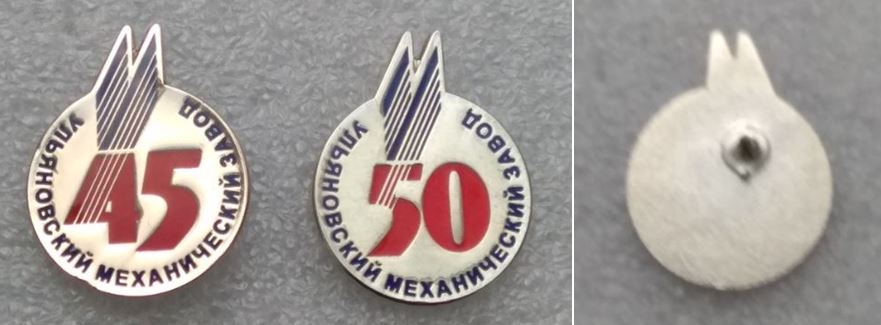 45
УЛЬЯНОВСКИЙ МЕХАНИЧЕСКИЙ ЗАВОД
50
УЛЬЯНОВСКИЙ МЕХАНИЧЕСКИЙ ЗАВОД